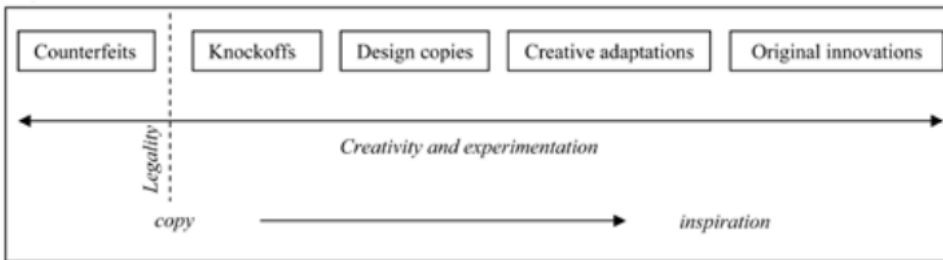 Counterfeits Knockoffs Design copies Creative adaptations Original innovations
Legality
Creativity and experimentation
copy inspiration